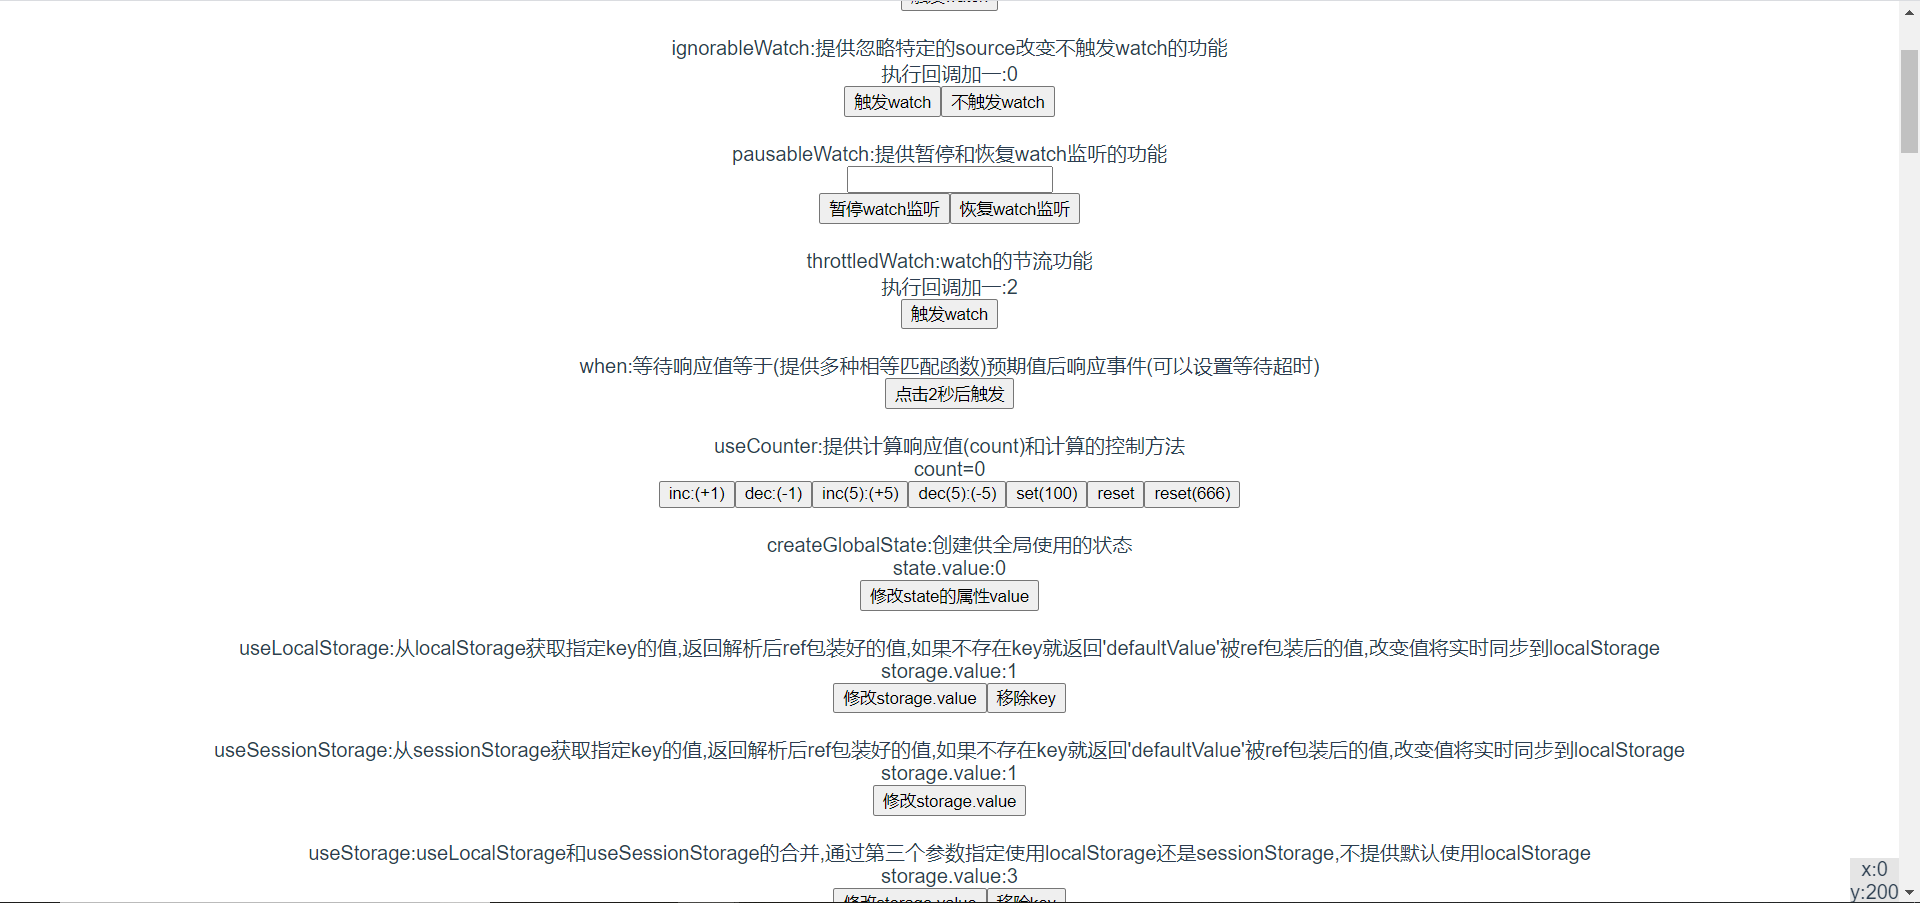 触发watch
ignorableWatch:提供忽略特定的source改变不触发watch的功能
执行回调加一:0
触发watch 不触发watch
pausableWatch:提供暂停和恢复watch监听的功能
暂停watch监听 恢复watch监听
throttledWatch:watch的节流功能
执行回调加一:2
触发watch
when:等待响应值等于(提供多种相等匹配函数)预期值后响应事件(可以设置等待超时)
点击2秒后触发
useCounter:提供计算响应值(count)和计算的控制方法
count=0
inc:(+1) dec:(-1) inc(5):(+5) dec(5):(-5) set(100) reset reset(666)
createGlobalState:创建供全局使用的状态
state.value:0
修改state的属性value
useLocalStorage:从localStorage获取指定key的值,返回解析后ref包装好的值,如果不存在key就返回'defaultValue'被ref包装后的值,改变值将实时同步到localStorage
storage.value:1
修改storage.value 移除key
useSessionStorage:从sessionStorage获取指定key的值,返回解析后ref包装好的值,如果不存在key就返回'defaultValue'被ref包装后的值,改变值将实时同步到localStorage
storage.value:1
修改storage.value
useStorage:useLocalStorage和useSessionStorage的合并,通过第三个参数指定使用localStorage还是sessionStorage,不提供默认使用localStorage
storage.value:3
修改storage.value 移除key
x:0
y:200